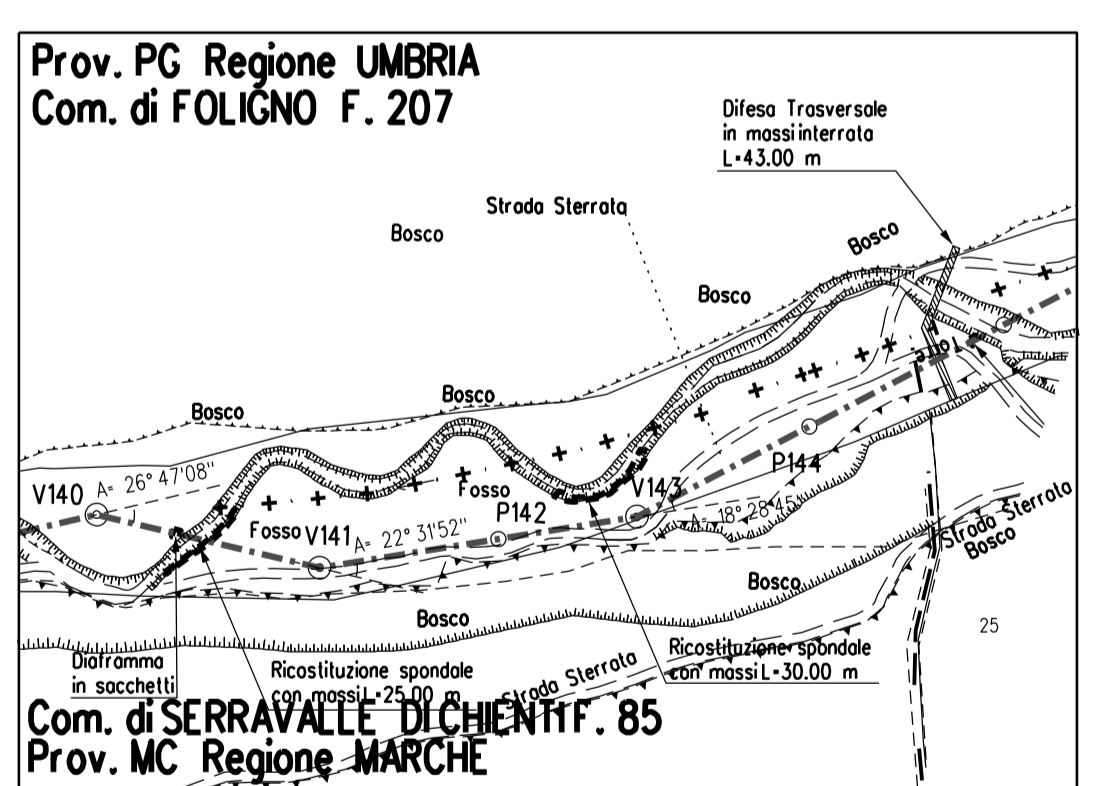 Prov. PG Regione UMBRIA
Com. di FOLIGNO F. 207
Difesa Trasversale
in massi interrata
L=43.00 m
Strada Sterrata
Bosco
Bosco
Bosco
Bosco
Bosco
Torre
V140
A= 26° 47'08"
Fosso
V141
A= 22° 31'52"
Fosso
P142
V143
P144
A= 18° 28'45"
Strada Sterrata
Bosco
Bosco
Bosco
25
Diaframma
in sacchetti
Ricostituzione spondale
con massi L=25.00 m
Ricostituzione spondale
con massi L=30.00 m
Strada Sterrata
Com. di SERRAVALLE DI CHIENTI F. 85
Prov. MC Regione MARCHE